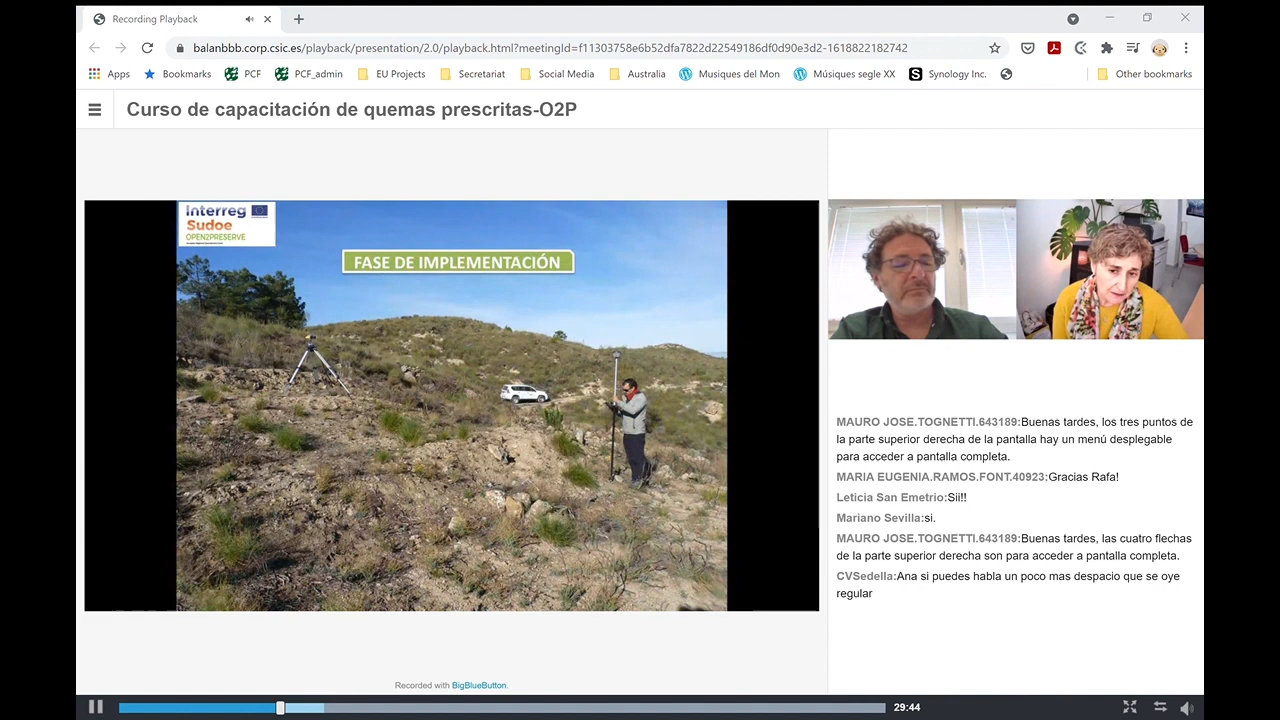 Recording Playback
balanbbb.corp.csic.es/playback/presentation/2.0/playback.html?meetingId=f11303758e6b52dfa7822d22549186df0d90e3d2-1618822182742
Apps Bookmarks PCF PCF_admin EU Projects Secretariat Social Media Australia Musiques del Mon Músiques segle XX Synology Inc. Other bookmarks
Curso de capacitación de quemas prescritas-O2P
Interreg
Sudoe
OPEN2PRESERVE
FASE DE IMPLEMENTACIÓN
MAURO JOSE.TOGNETTI.643189:Buenas tardes, los tres puntos de
la parte superior derecha de la pantalla hay un menú desplegable
para acceder a pantalla completa.
MARIA EUGENIA.RAMOS.FONT.40923:Gracias Rafa!
Leticia San Emetrio:Sii!!
Mariano Sevilla:si.
MAURO JOSE.TOGNETTI.643189:Buenas tardes, las cuatro flechas
de la parte superior derecha son para acceder a pantalla completa.
CVSedella:Ana si puedes habla un poco mas despacio que se oye
regular
Recorded with BigBlueButton.
29:44